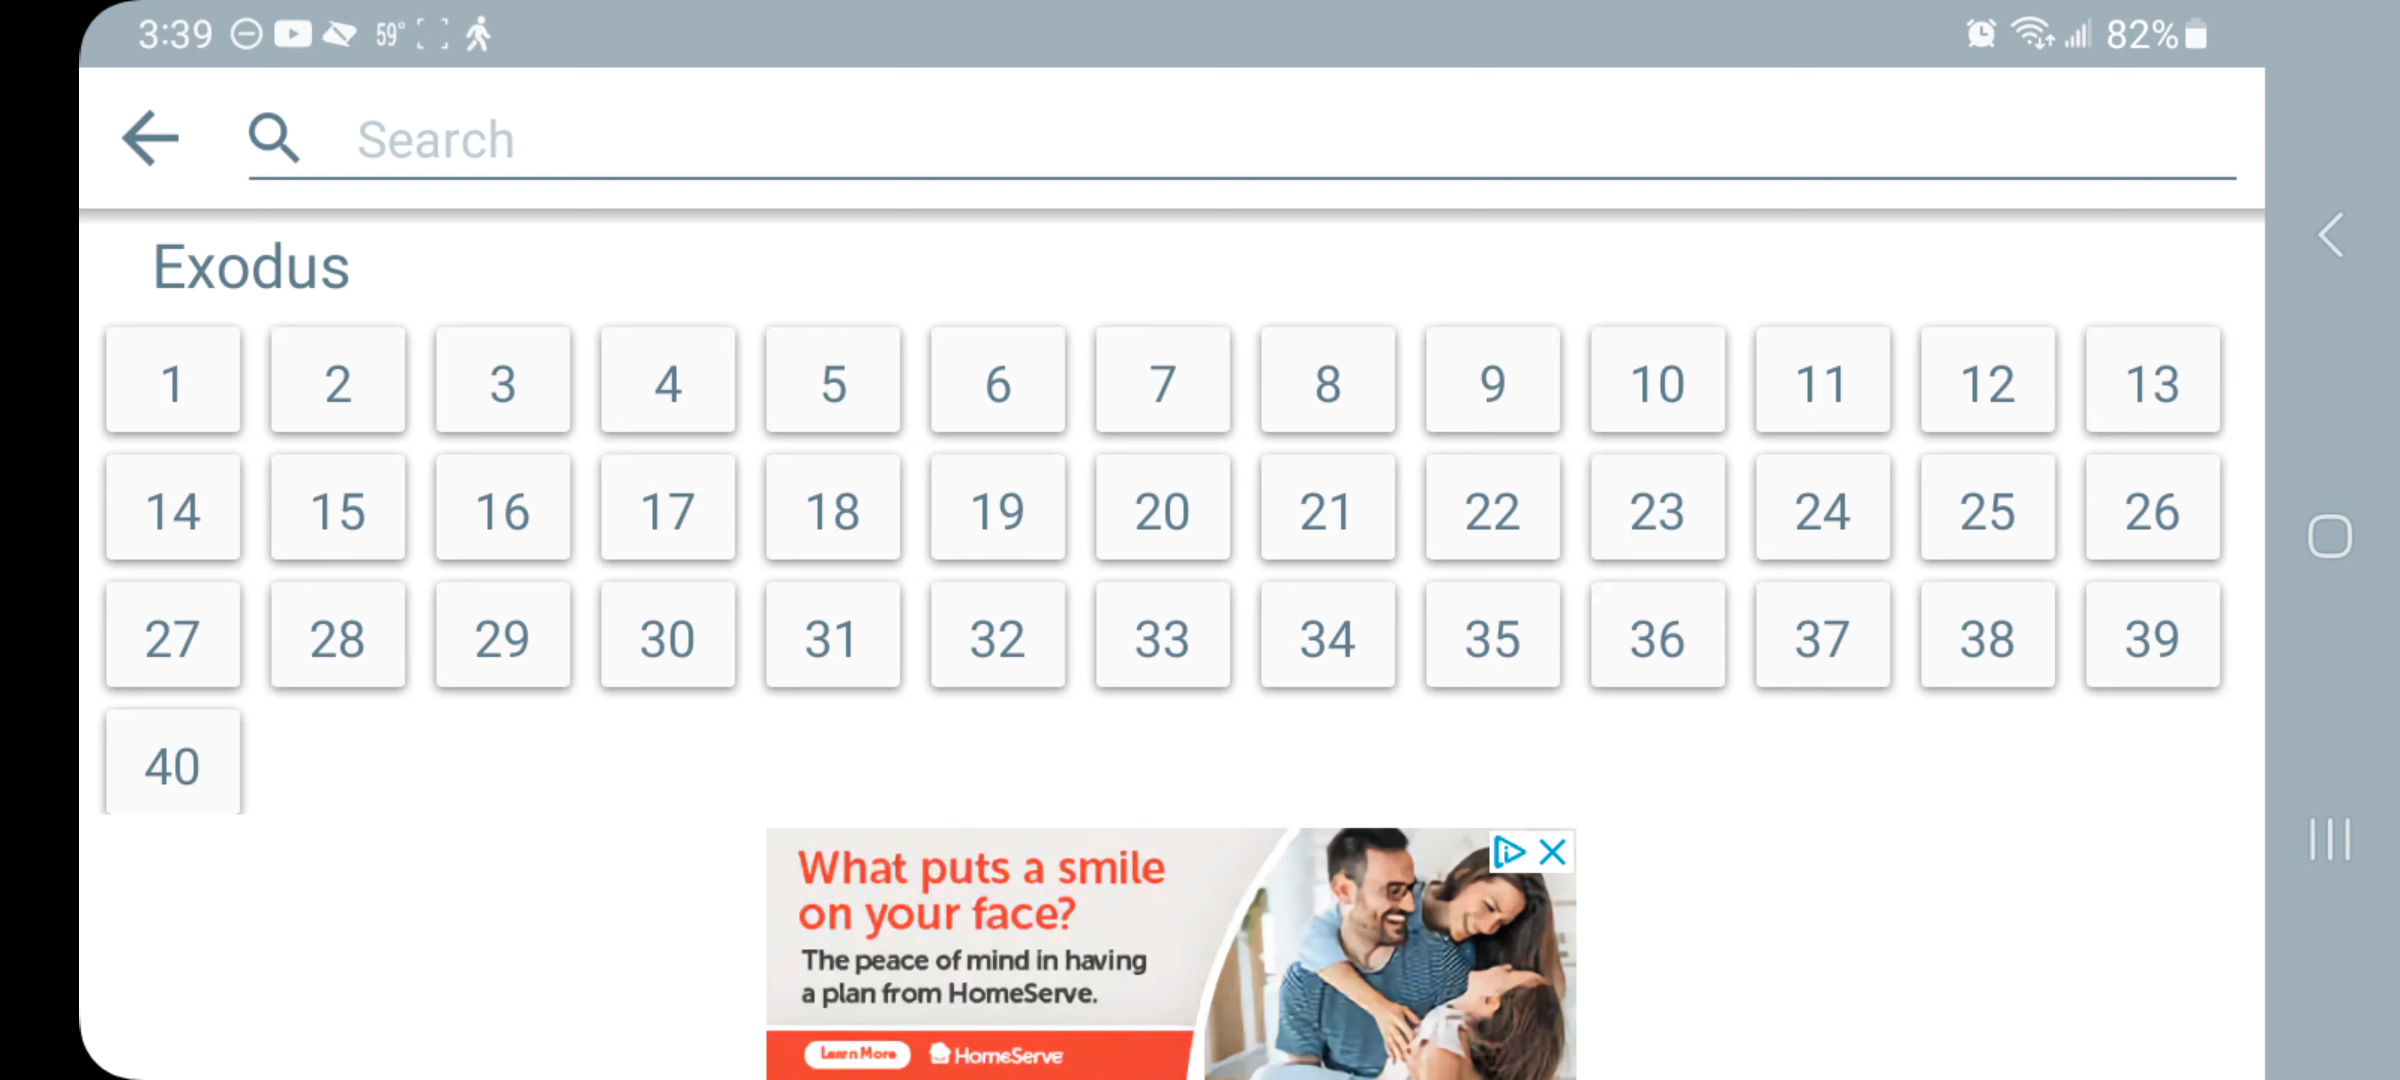 3:39 59° 82%
Search
Exodus
1 2 3 4 5 6 7 8 9 10 11 12 13
14 15 16 17 18 19 20 21 22 23 24 25 26
27 28 29 30 31 32 33 34 35 36 37 38 39
40
What puts a smile
on your face?
The peace of mind in having
a plan from HomeServe.
Learn More HomeServe